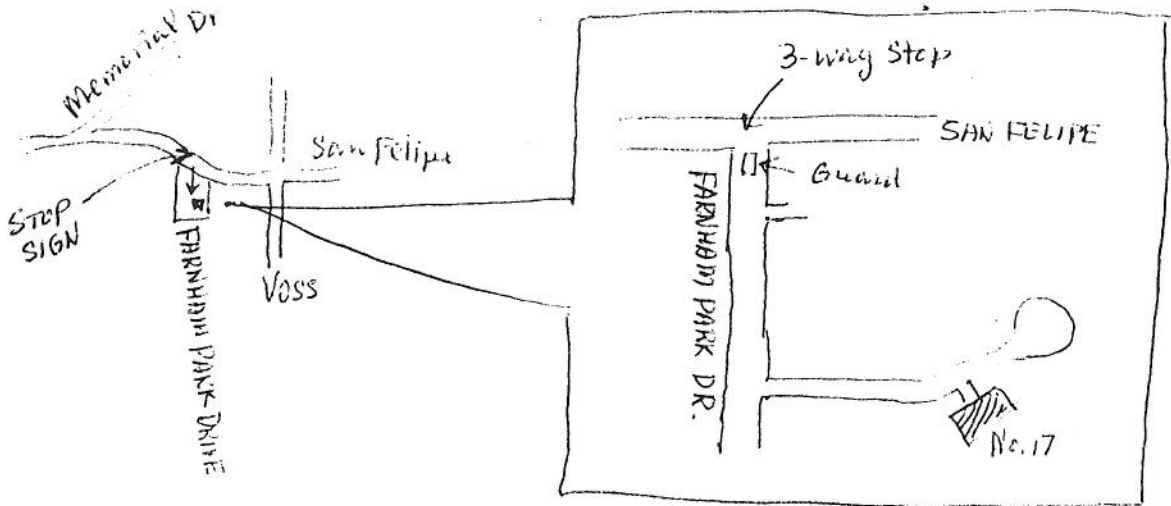 Memorial Dr
San Felipe
STOP
SIGN
FARNHAM PARK DRIVE
Voss
3-way Stop
SAN FELIPE
Guard
FARNHAM PARK DR.
No. 17